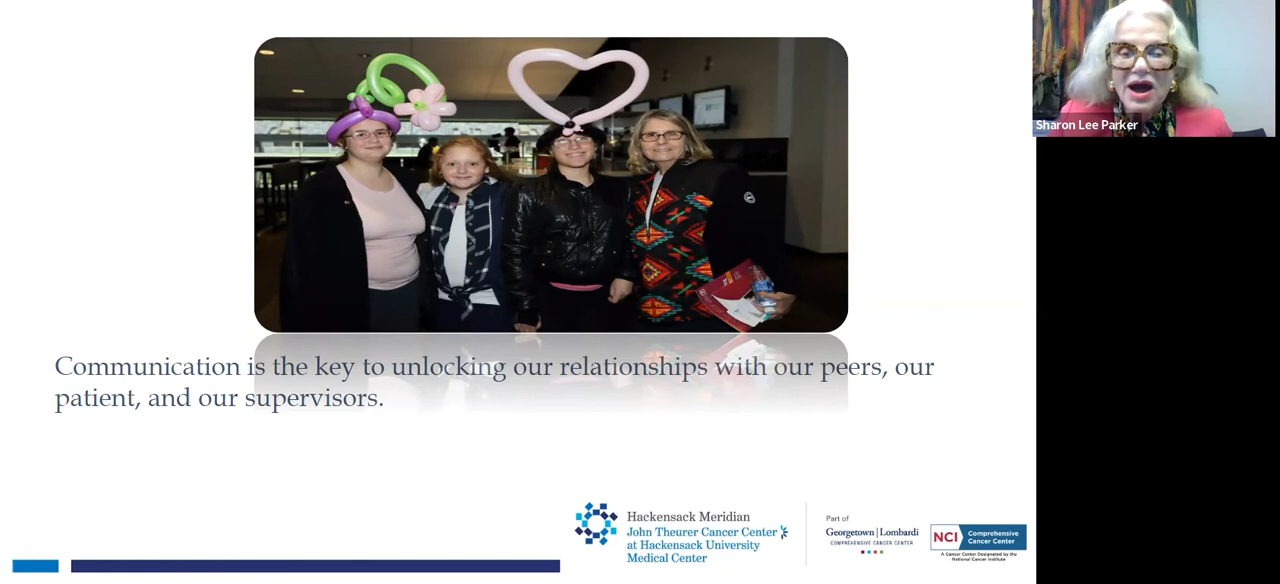 Sharon Lee Parker
Communication is the key to unlocking our relationships with our peers, our
patient, and our supervisors.
Hackensack Meridian
John Theurer Cancer Center
at Hackensack University
Medical Center
Part of
Georgetown | Lombardi
COMPREHENSIVE CANCER CENTER
NCI Comprehensive
Cancer Center
A Cancer Center Designated by the
National Cancer Institute